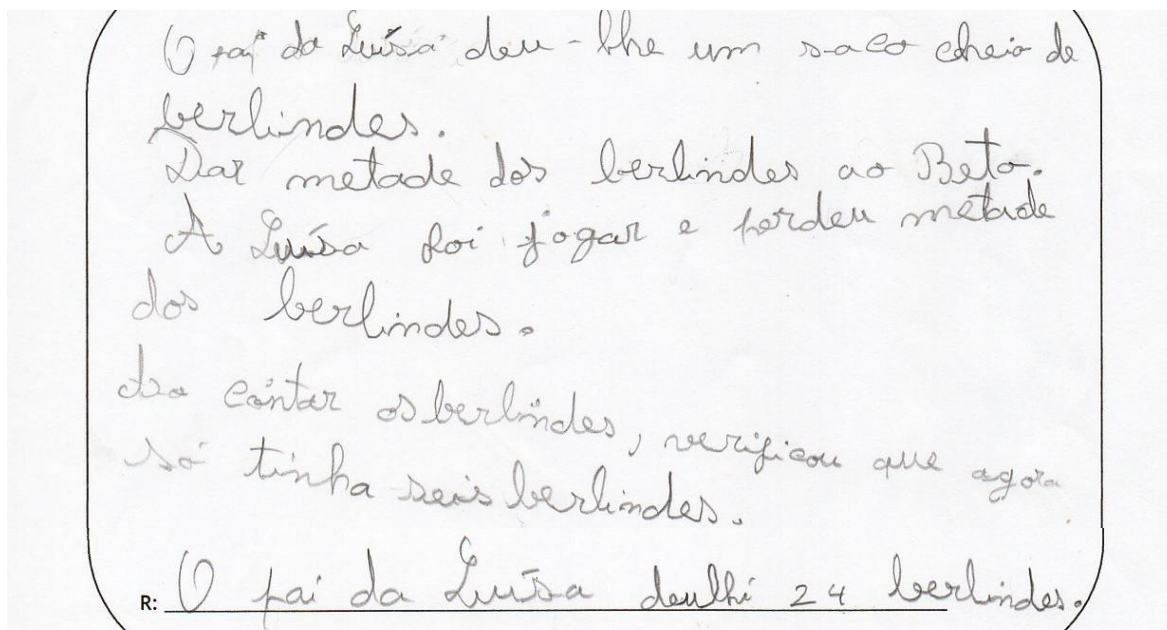 O pai da Luísa deu-lhe um saco cheio de
berlindes.
Dar metade dos berlindes ao Beto.
A Luísa foi jogar e perdeu metade
dos berlindes.
Ao contar os berlindes, verificou que agora
só tinha seis berlindes.
R: O pai da Luísa deulhi 24 berlindes.